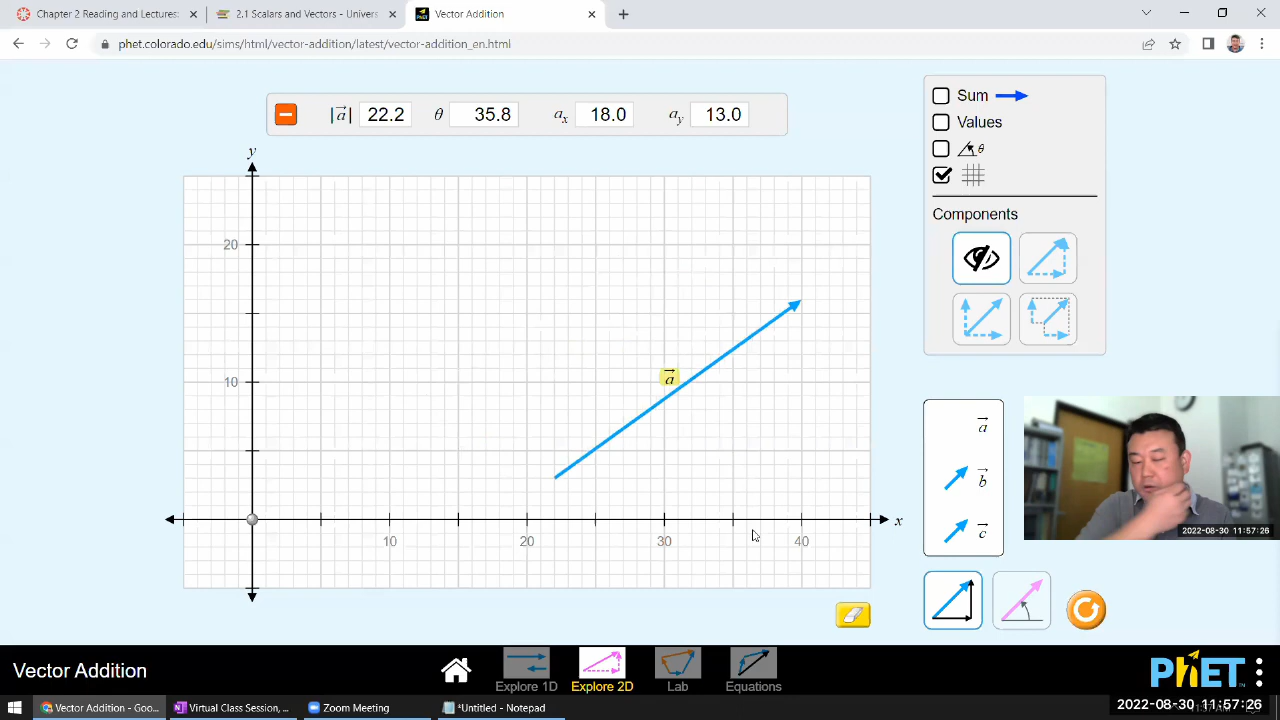 Chapter 2 Reading and Exercises
2.1 Scalars and Vectors - Univers
Vector Addition
phet.colorado.edu/sims/html/vector-addition/latest/vector-addition_en.html
|a⃗| 22.2 θ 35.8 aₓ 18.0 aᵧ 13.0
Sum
Values
θ
Components
y
20
10
a⃗
x
10 20 30 40
a⃗
b⃗
c⃗
2022-08-30 11:57:26
Vector Addition
Explore 1D
Explore 2D
Lab
Equations
PhET
Vector Addition - Goo...
Virtual Class Session, ...
Zoom Meeting
*Untitled - Notepad
2022-08-30 11:57:26